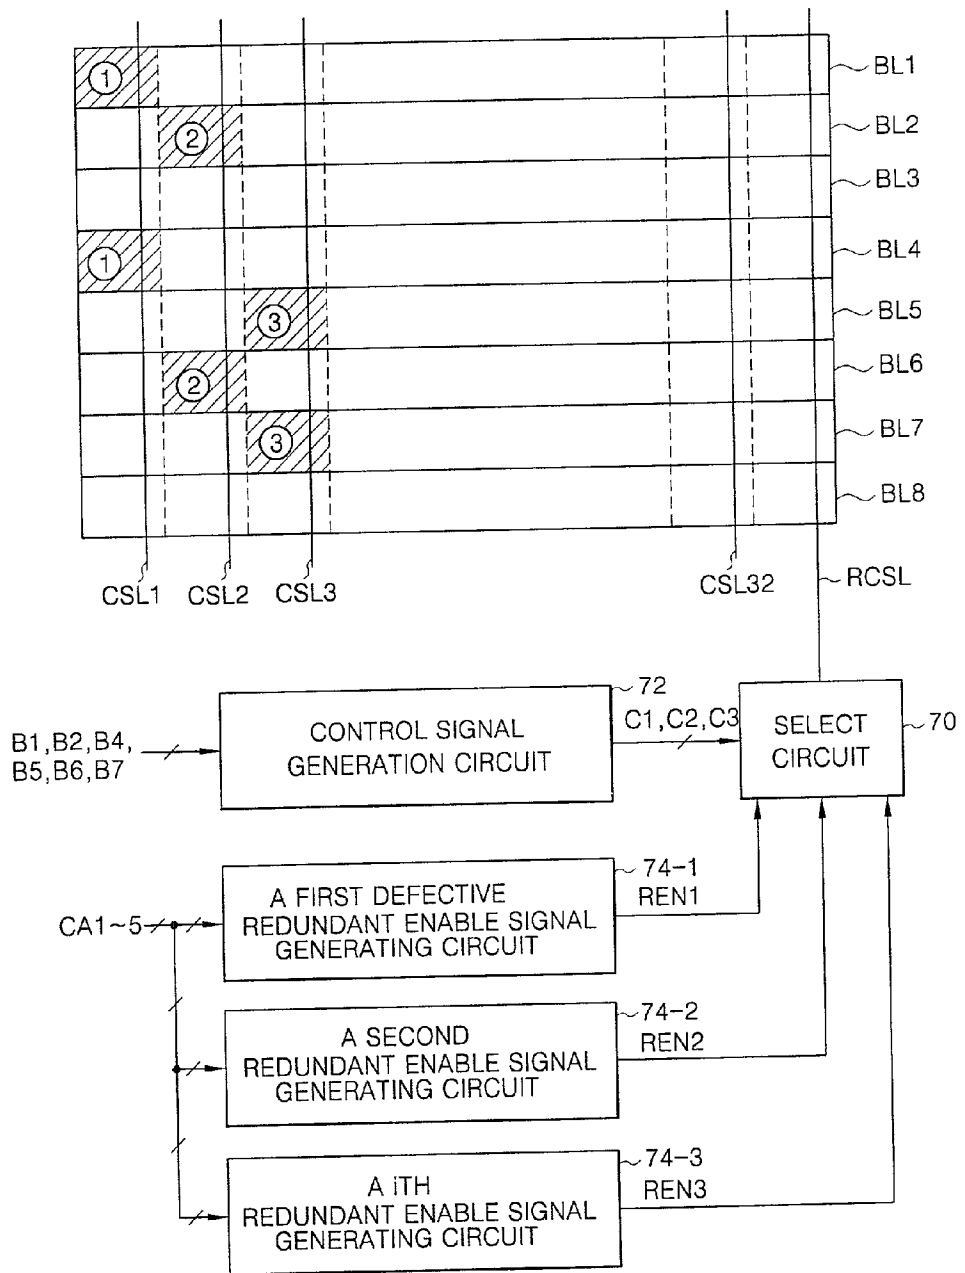 1
BL1
2
BL2
BL3
1
BL4
3
BL5
2
BL6
3
BL7
BL8
CSL1
CSL2
CSL3
CSL32
RCSL
72
CONTROL SIGNAL
GENERATION CIRCUIT
B1,B2,B4,
B5,B6,B7
C1,C2,C3
SELECT
CIRCUIT
70
74-1
REN1
A FIRST DEFECTIVE
REDUNDANT ENABLE SIGNAL
GENERATING CIRCUIT
CA1~5
74-2
REN2
A SECOND
REDUNDANT ENABLE SIGNAL
GENERATING CIRCUIT
74-3
REN3
A iTH
REDUNDANT ENABLE SIGNAL
GENERATING CIRCUIT